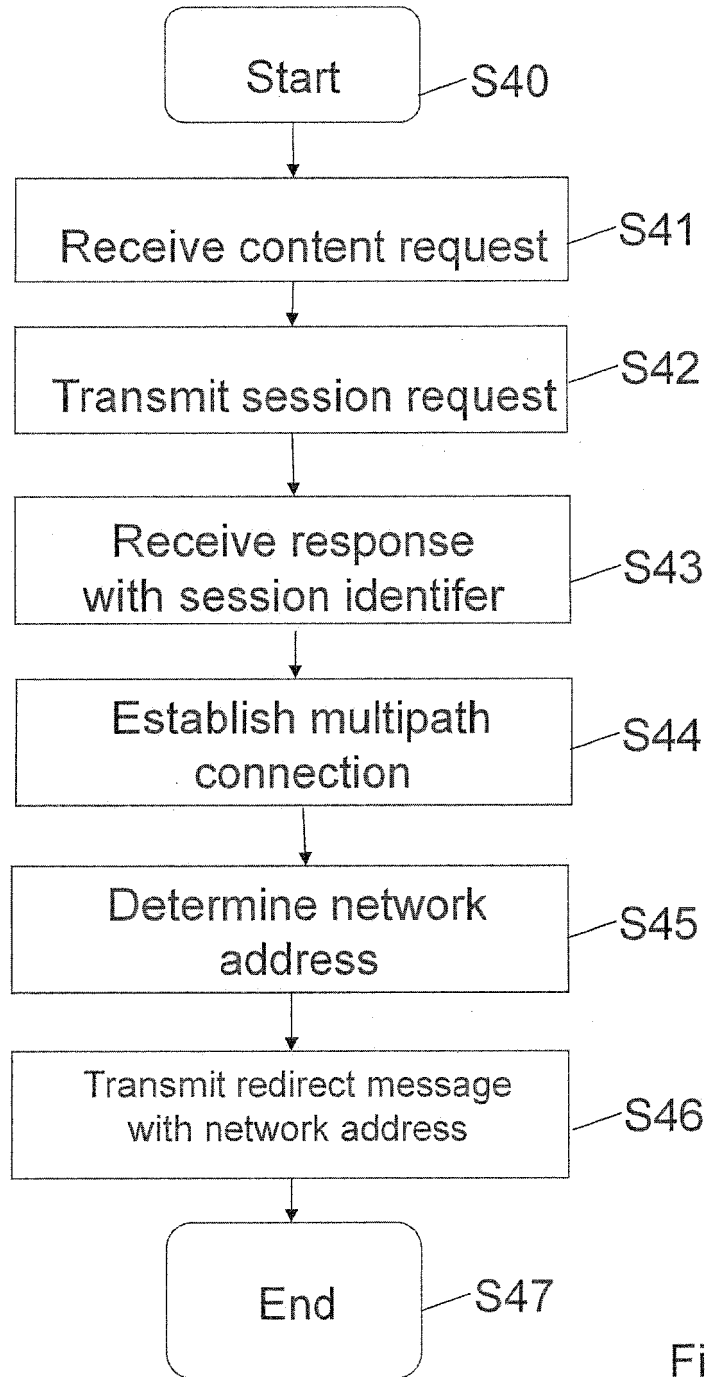 Start
S40
Receive content request
S41
Transmit session request
S42
Receive response
with session identifer
S43
Establish multipath
connection
S44
Determine network
address
S45
Transmit redirect message
with network address
S46
End
S47
Fi